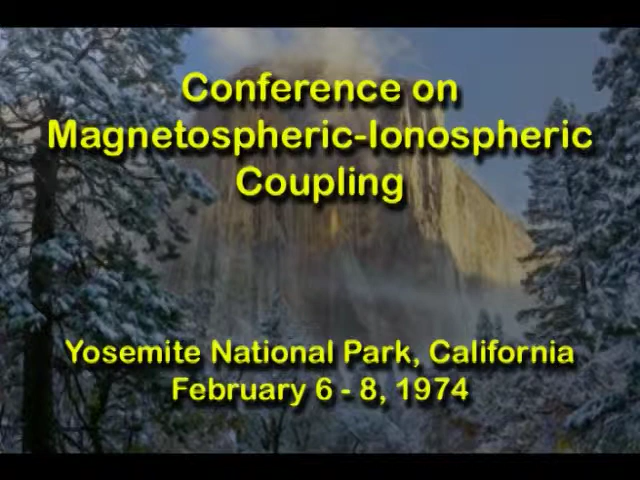 Conference on
Magnetospheric-Ionospheric
Coupling
Yosemite National Park, California
February 6 - 8, 1974